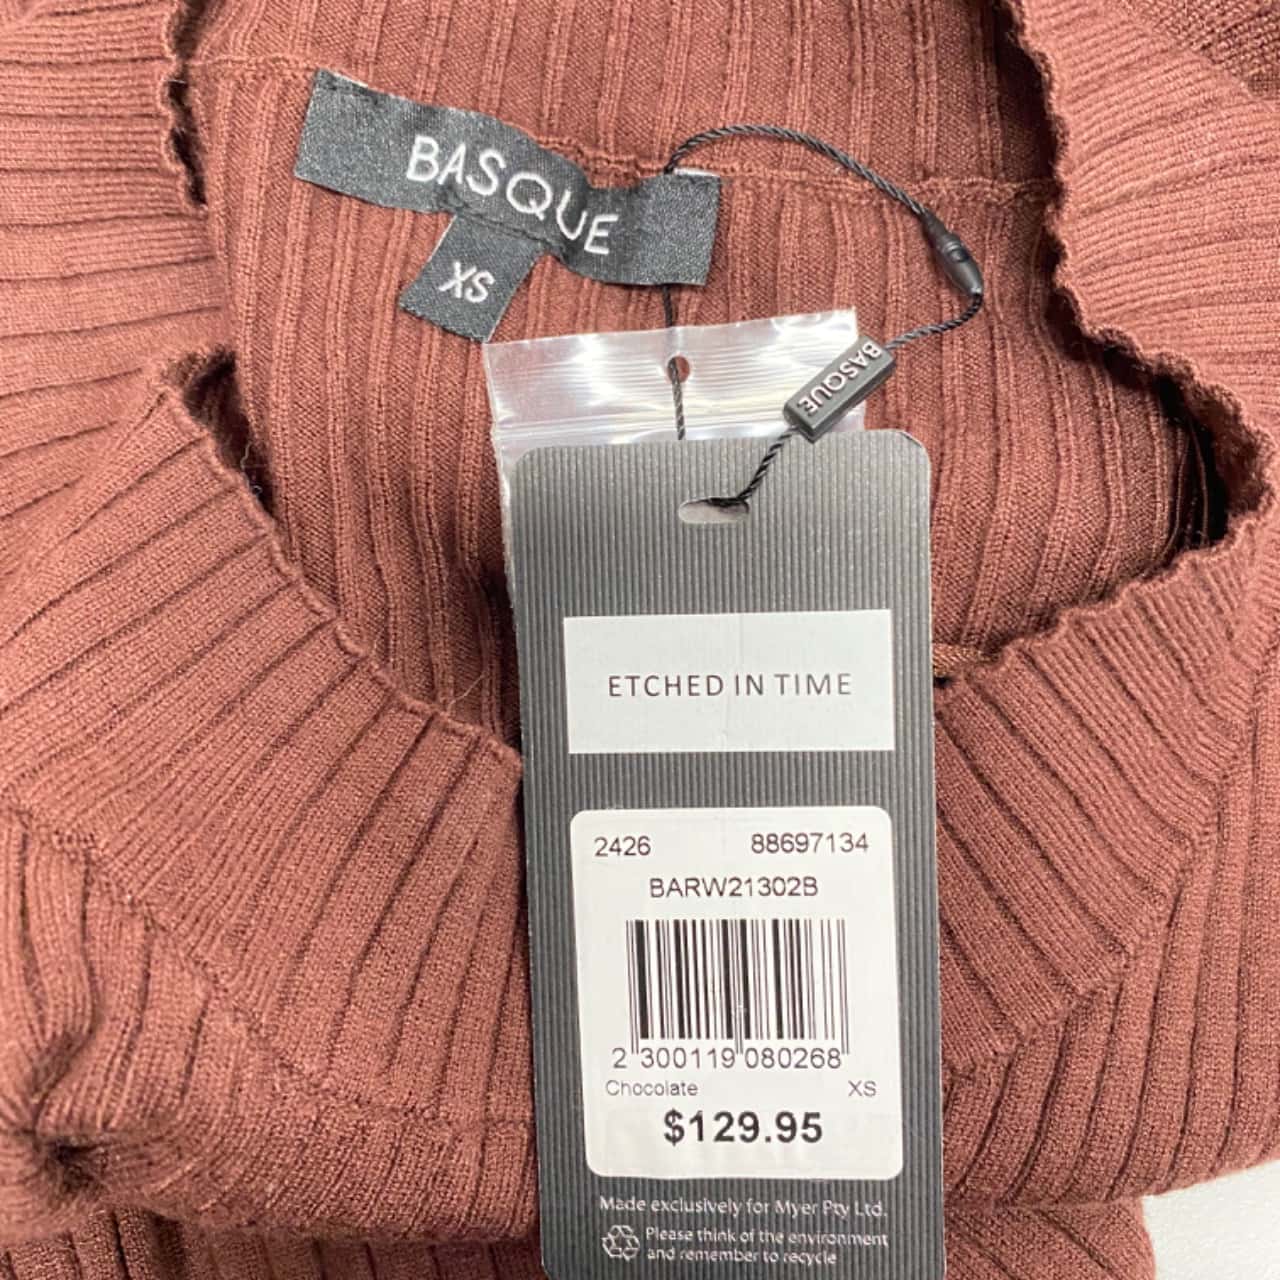 BASQUE
XS
BASQUE
ETCHED IN TIME
2426 88697134
BARW21302B
2 300119 080268
Chocolate XS
$129.95
Made exclusively for Myer Pty Ltd.
Please think of the environment
and remember to recycle